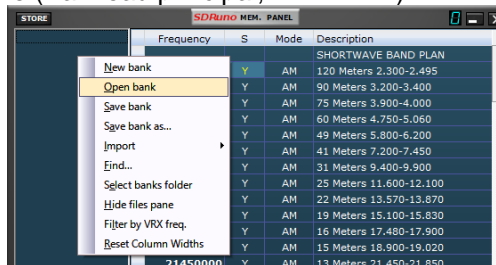 STORE SDRuno MEM. PANEL 0
Frequency S Mode Description
SHORTWAVE BAND PLAN
Y AM 120 Meters 2.300-2.495
Y AM 90 Meters 3.200-3.400
Y AM 75 Meters 3.900-4.000
Y AM 60 Meters 4.750-5.060
Y AM 49 Meters 5.800-6.200
Y AM 41 Meters 7.200-7.450
Y AM 31 Meters 9.400-9.900
Y AM 25 Meters 11.600-12.100
Y AM 22 Meters 13.570-13.870
Y AM 19 Meters 15.100-15.830
Y AM 16 Meters 17.480-17.900
Y AM 15 Meters 18.900-19.020
21450000 Y AM 13 Meters 21.450-21.850
New bank
Open bank
Save bank
Save bank as...
Import
Find...
Select banks folder
Hide files pane
Filter by VRX freq.
Reset Column Widths